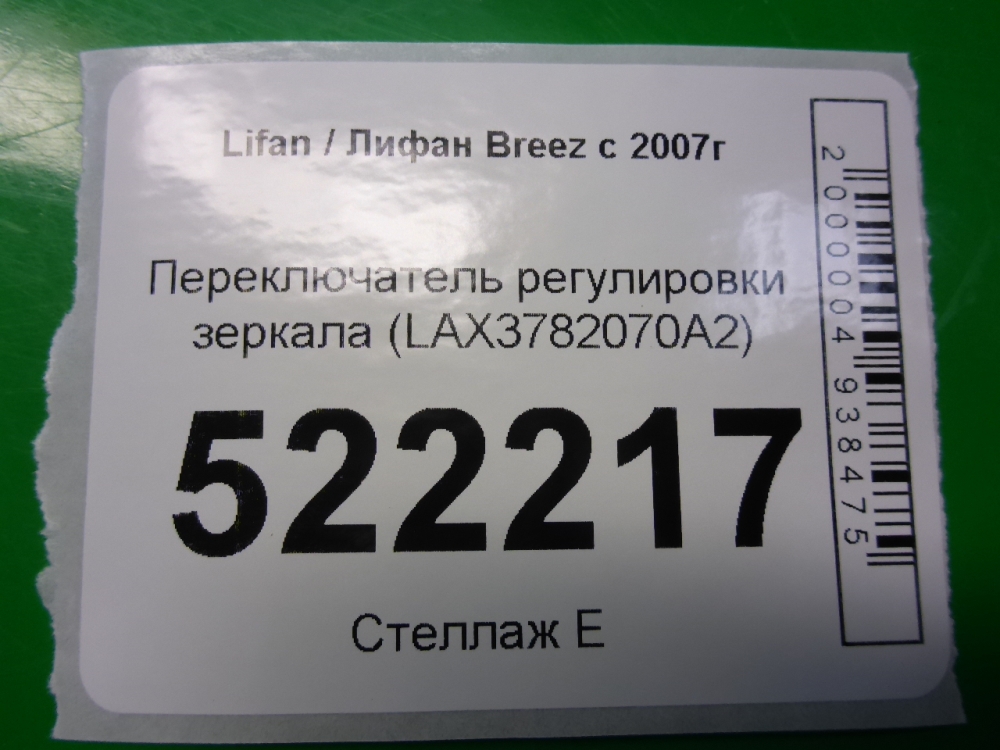 Lifan / Лифан Breez с 2007г
Переключатель регулировки
зеркала (LAX3782070A2)
522217
Стеллаж Е
2000004938475